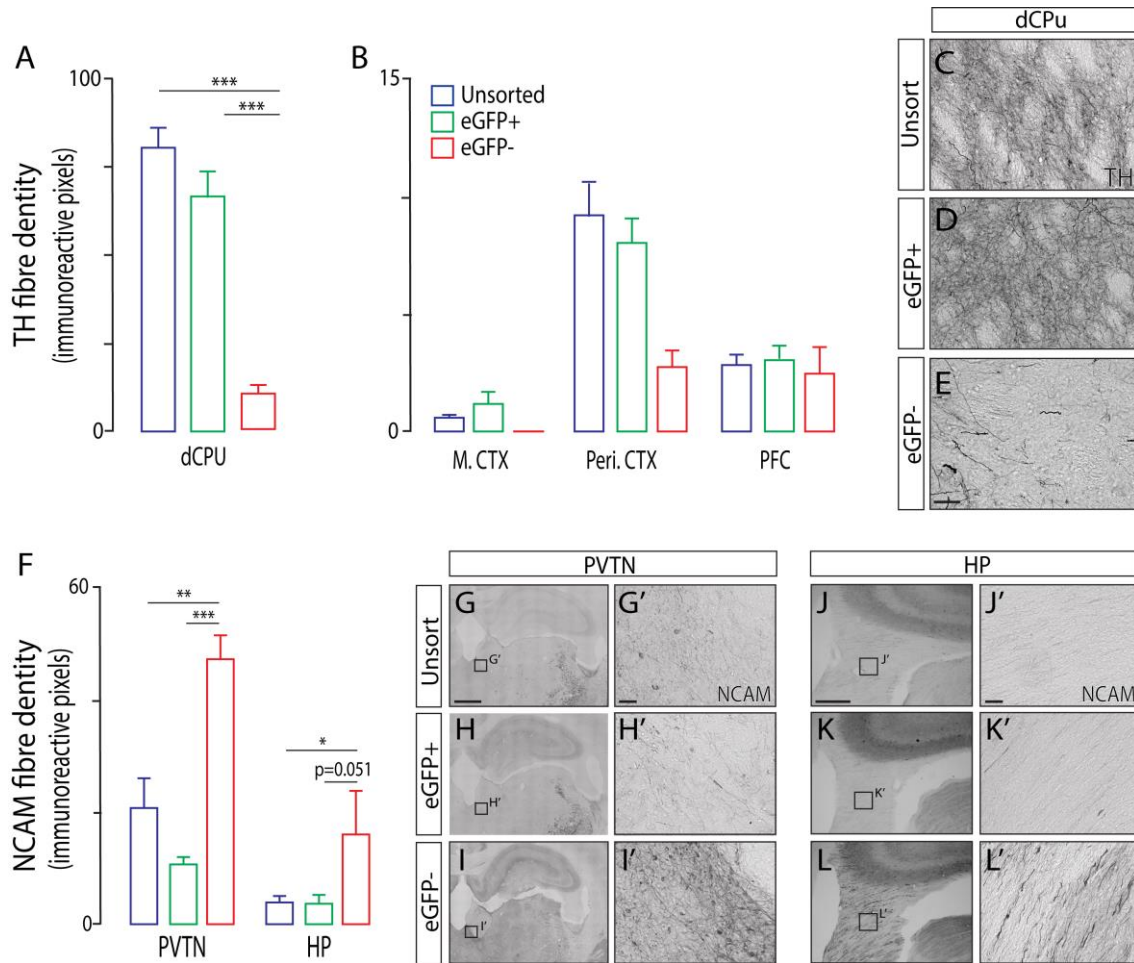 A
100
***
***
TH fibre dentity
(immunoreactive pixels)
0
dCPU
B
15
Unsorted
eGFP+
eGFP-
0
M. CTX
Peri. CTX
PFC
dCPu
Unsort
C
TH
eGFP+
D
eGFP-
E
F
60
**
***
*
p=0.051
NCAM fibre dentity
(immunoreactive pixels)
0
PVTN
HP
PVTN
HP
Unsort
G
G'
G'
NCAM
J
J'
J'
NCAM
eGFP+
H
H'
H'
K
K'
K'
eGFP-
I
I'
I'
L
L'
L'